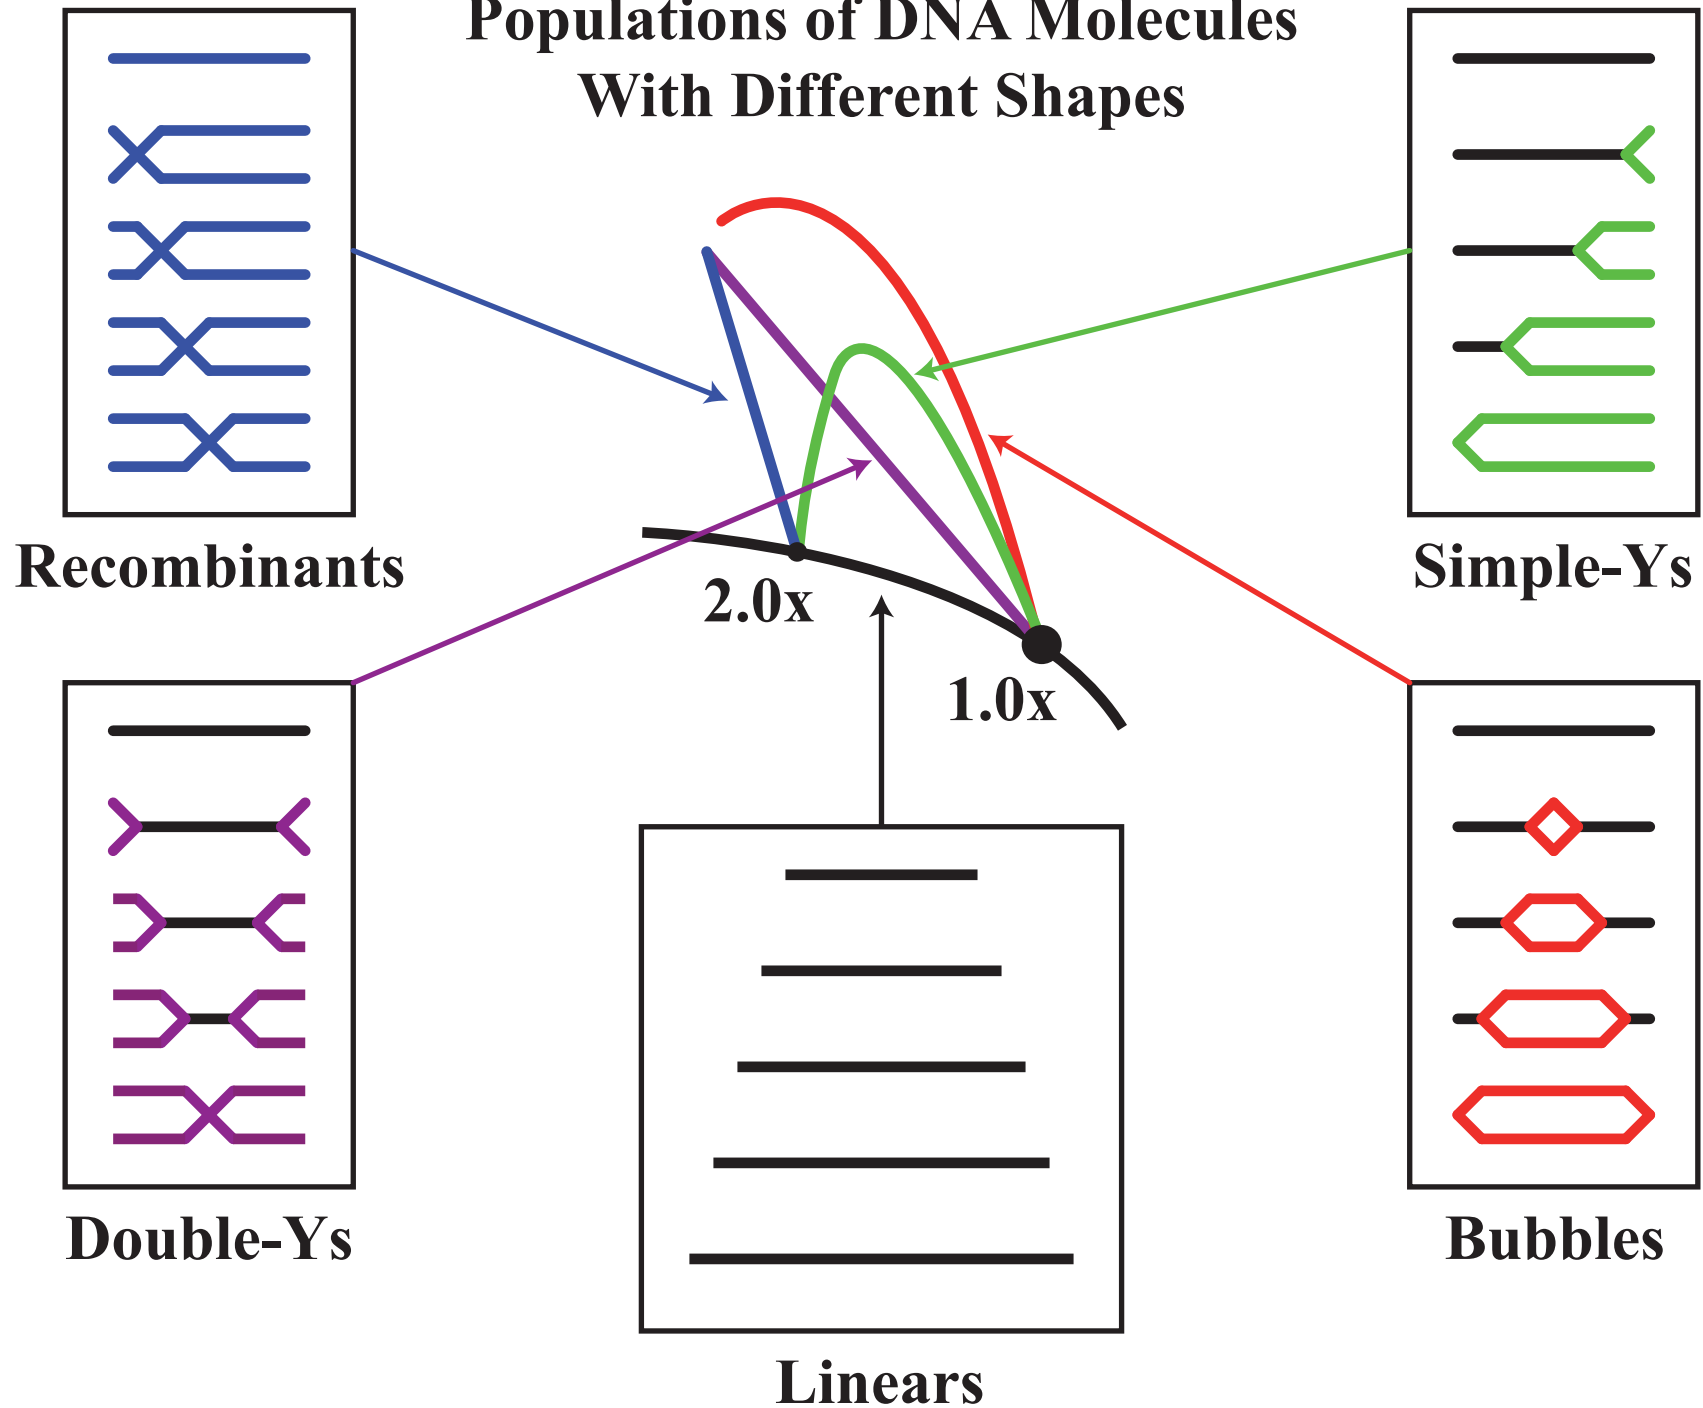 Populations of DNA Molecules
With Different Shapes
Recombinants
Simple-Ys
2.0x
1.0x
Double-Ys
Bubbles
Linears